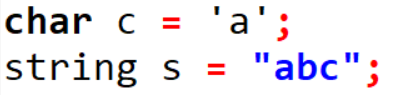 char c = 'a';
string s = "abc";